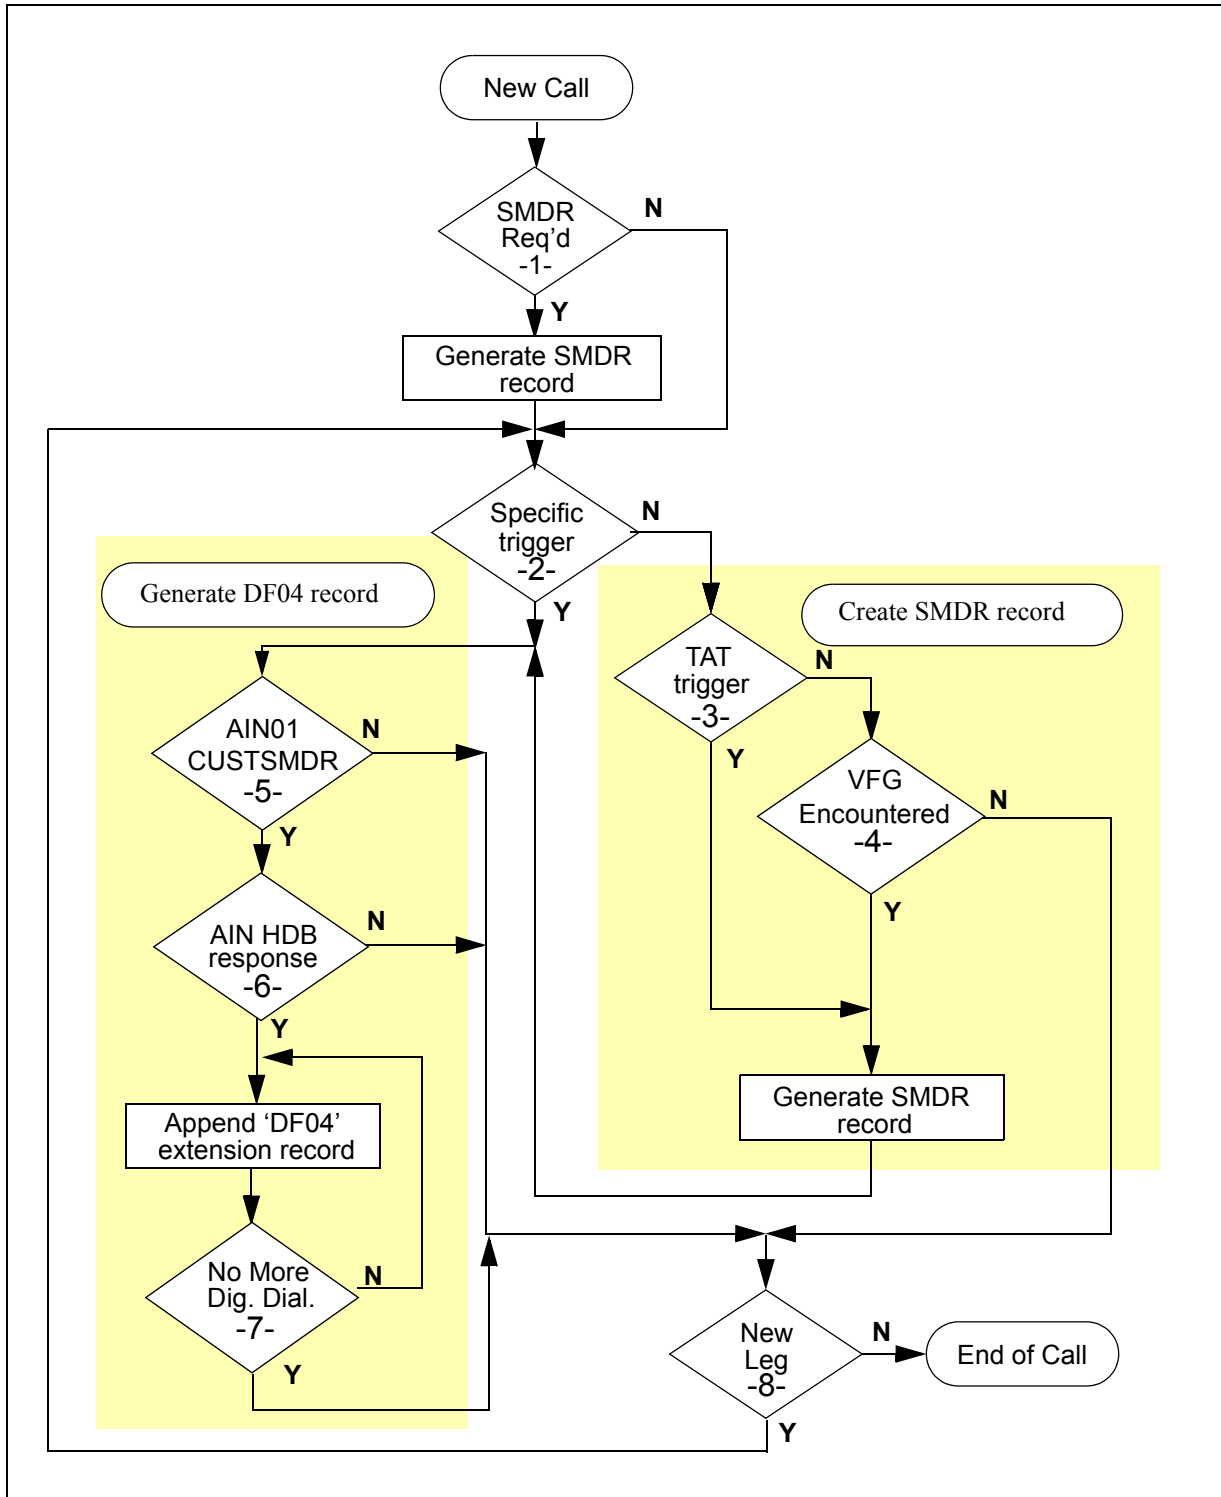 New Call
SMDR
Req’d
-1-
N
Y
Generate SMDR
record
Specific
trigger
-2-
N
Y
Generate DF04 record
Create SMDR record
TAT
trigger
-3-
N
Y
AIN01
CUSTSMDR
-5-
N
Y
VFG
Encountered
-4-
N
Y
AIN HDB
response
-6-
N
Y
Generate SMDR
record
Append ‘DF04’
extension record
No More
Dig. Dial.
-7-
N
Y
New
Leg
-8-
N
Y
End of Call